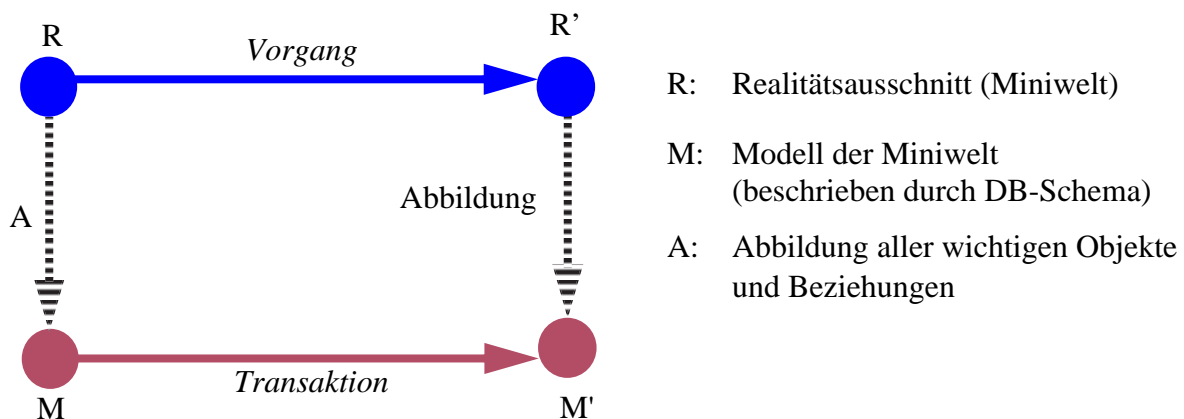 R
Vorgang
R’
A
Abbildung
M
Transaktion
M'
R: Realitätsausschnitt (Miniwelt)
M: Modell der Miniwelt
(beschrieben durch DB-Schema)
A: Abbildung aller wichtigen Objekte
und Beziehungen